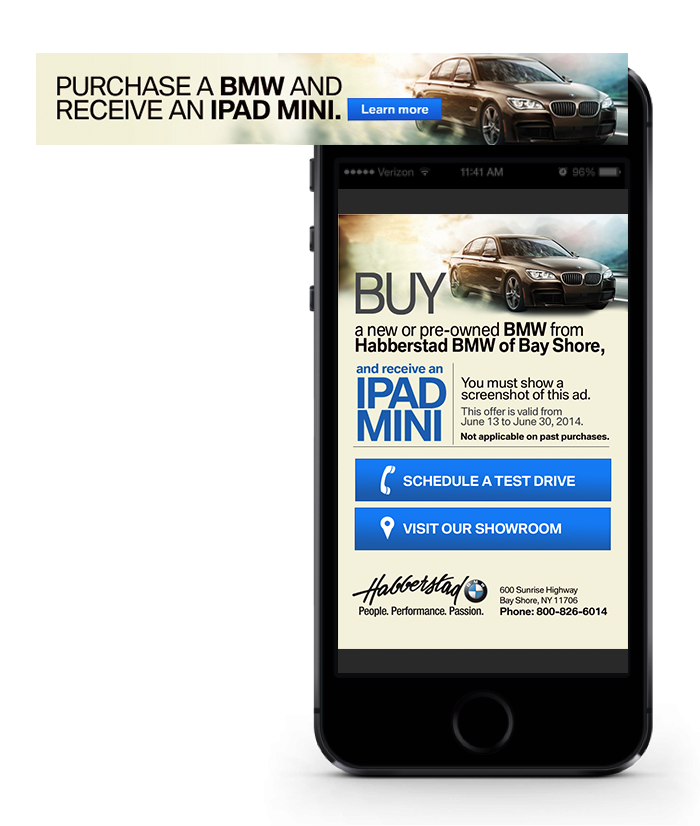 PURCHASE A BMW AND
RECEIVE AN IPAD MINI.
Learn more
Verizon
11:41 AM
96%
BUY
a new or pre-owned BMW from
Habberstad BMW of Bay Shore,
and receive an
IPAD
MINI
You must show a
screenshot of this ad.
This offer is valid from
June 13 to June 30, 2014.
Not applicable on past purchases.
SCHEDULE A TEST DRIVE
VISIT OUR SHOWROOM
Habberstad
People. Performance. Passion.
600 Sunrise Highway
Bay Shore, NY 11706
Phone: 800-826-6014